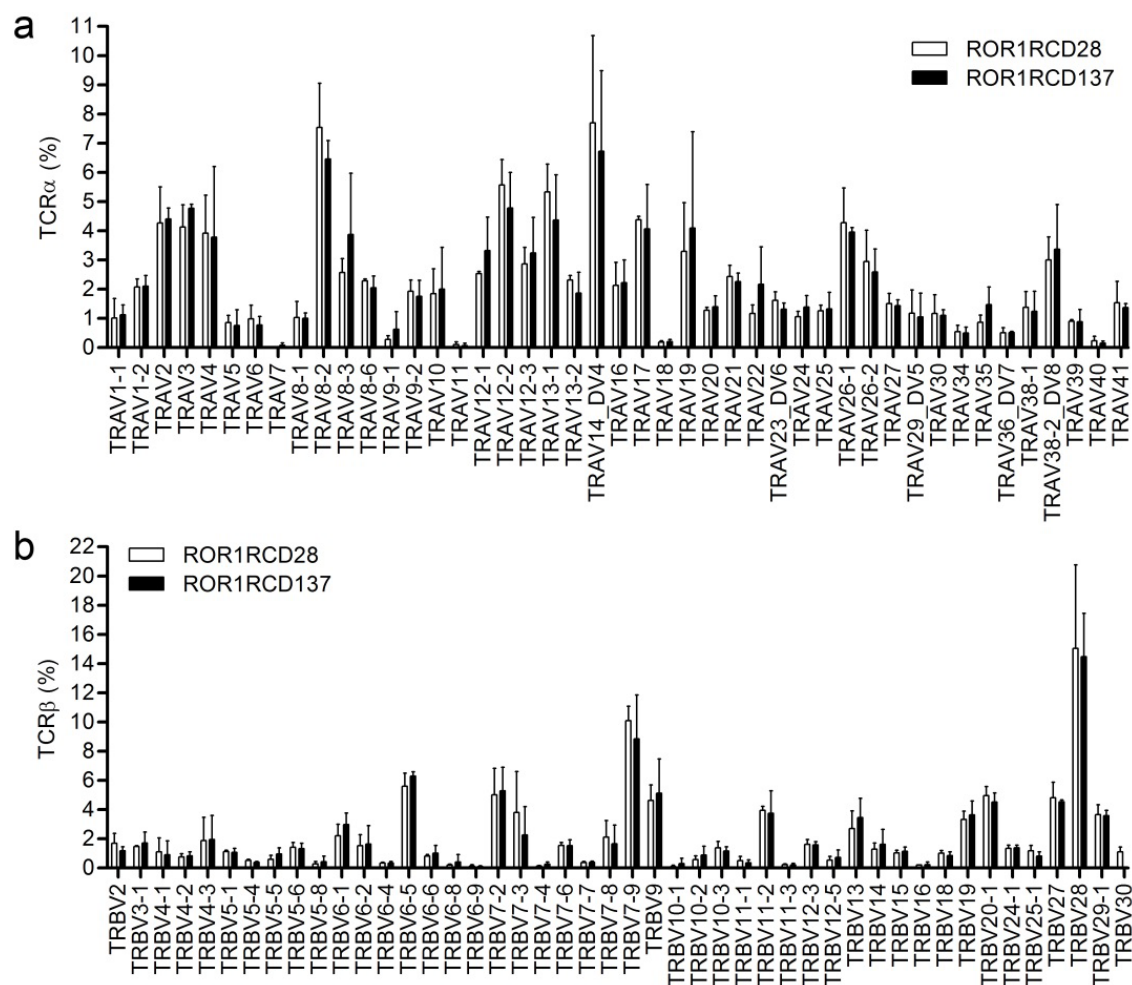 a
TCRα (%)
11
10
9
8
7
6
5
4
3
2
1
0
ROR1RCD28
ROR1RCD137
TRAV1-1
TRAV1-2
TRAV2
TRAV3
TRAV4
TRAV5
TRAV6
TRAV7
TRAV8-1
TRAV8-2
TRAV8-3
TRAV8-6
TRAV9-1
TRAV9-2
TRAV10
TRAV11
TRAV12-1
TRAV12-2
TRAV12-3
TRAV13-1
TRAV13-2
TRAV14_DV4
TRAV16
TRAV17
TRAV18
TRAV19
TRAV20
TRAV21
TRAV22
TRAV23_DV6
TRAV24
TRAV25
TRAV26-1
TRAV26-2
TRAV27
TRAV29_DV5
TRAV30
TRAV34
TRAV35
TRAV36_DV7
TRAV38-1
TRAV38-2_DV8
TRAV39
TRAV40
TRAV41
b
TCRβ (%)
22
20
18
16
14
12
10
8
6
4
2
0
ROR1RCD28
ROR1RCD137
TRBV2
TRBV3-1
TRBV4-1
TRBV4-2
TRBV4-3
TRBV5-1
TRBV5-4
TRBV5-5
TRBV5-6
TRBV5-8
TRBV6-1
TRBV6-2
TRBV6-4
TRBV6-5
TRBV6-6
TRBV6-8
TRBV6-9
TRBV7-2
TRBV7-3
TRBV7-4
TRBV7-6
TRBV7-7
TRBV7-8
TRBV7-9
TRBV9
TRBV10-1
TRBV10-2
TRBV10-3
TRBV11-1
TRBV11-2
TRBV11-3
TRBV12-3
TRBV12-5
TRBV13
TRBV14
TRBV15
TRBV16
TRBV18
TRBV19
TRBV20-1
TRBV24-1
TRBV25-1
TRBV27
TRBV28
TRBV29-1
TRBV30